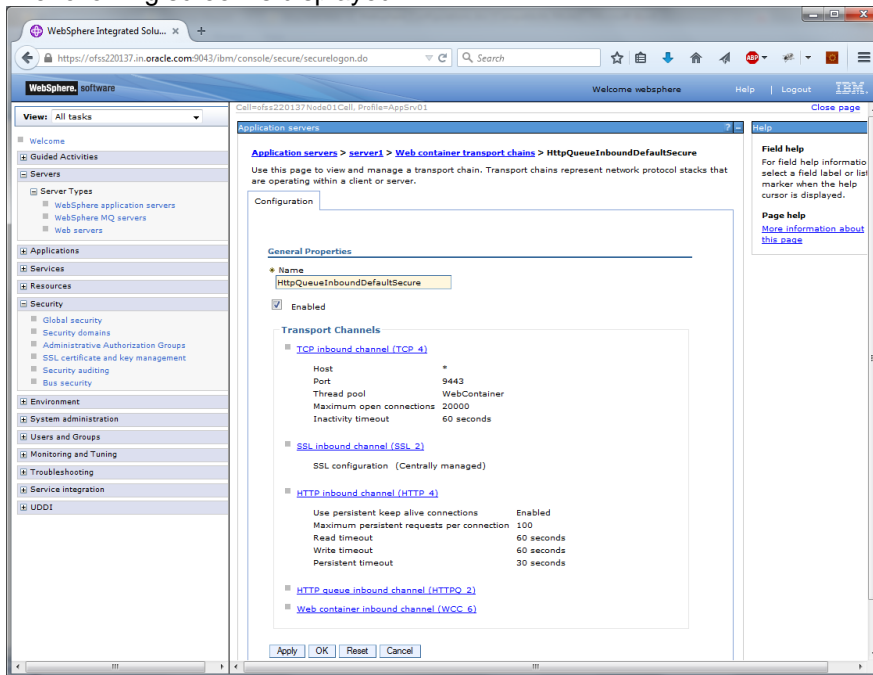 WebSphere Integrated Solu...
https://ofss220137.in.oracle.com:9043/ibm/console/secure/securelogon.do
Search
ABP
WebSphere. software
Welcome websphere
Help | Logout
IBM.
View: All tasks
Welcome
Guided Activities
Servers
Server Types
WebSphere application servers
WebSphere MQ servers
Web servers
Applications
Services
Resources
Security
Global security
Security domains
Administrative Authorization Groups
SSL certificate and key management
Security auditing
Bus security
Environment
System administration
Users and Groups
Monitoring and Tuning
Troubleshooting
Service integration
UDDI
Cell=ofss220137Node01Cell, Profile=AppSrv01
Close page
Application servers
Application servers > server1 > Web container transport chains > HttpQueueInboundDefaultSecure
Use this page to view and manage a transport chain. Transport chains represent network protocol stacks that
are operating within a client or server.
Configuration
General Properties
Name
HttpQueueInboundDefaultSecure
Enabled
Transport Channels
TCP inbound channel (TCP 4)
Host *
Port 9443
Thread pool WebContainer
Maximum open connections 20000
Inactivity timeout 60 seconds
SSL inbound channel (SSL 2)
SSL configuration (Centrally managed)
HTTP inbound channel (HTTP 4)
Use persistent keep alive connections Enabled
Maximum persistent requests per connection 100
Read timeout 60 seconds
Write timeout 60 seconds
Persistent timeout 30 seconds
HTTP queue inbound channel (HTTPQ 2)
Web container inbound channel (WCC 6)
Apply OK Reset Cancel
Help
Field help
For field help informatio
select a field label or list
marker when the help
cursor is displayed.
Page help
More information about
this page